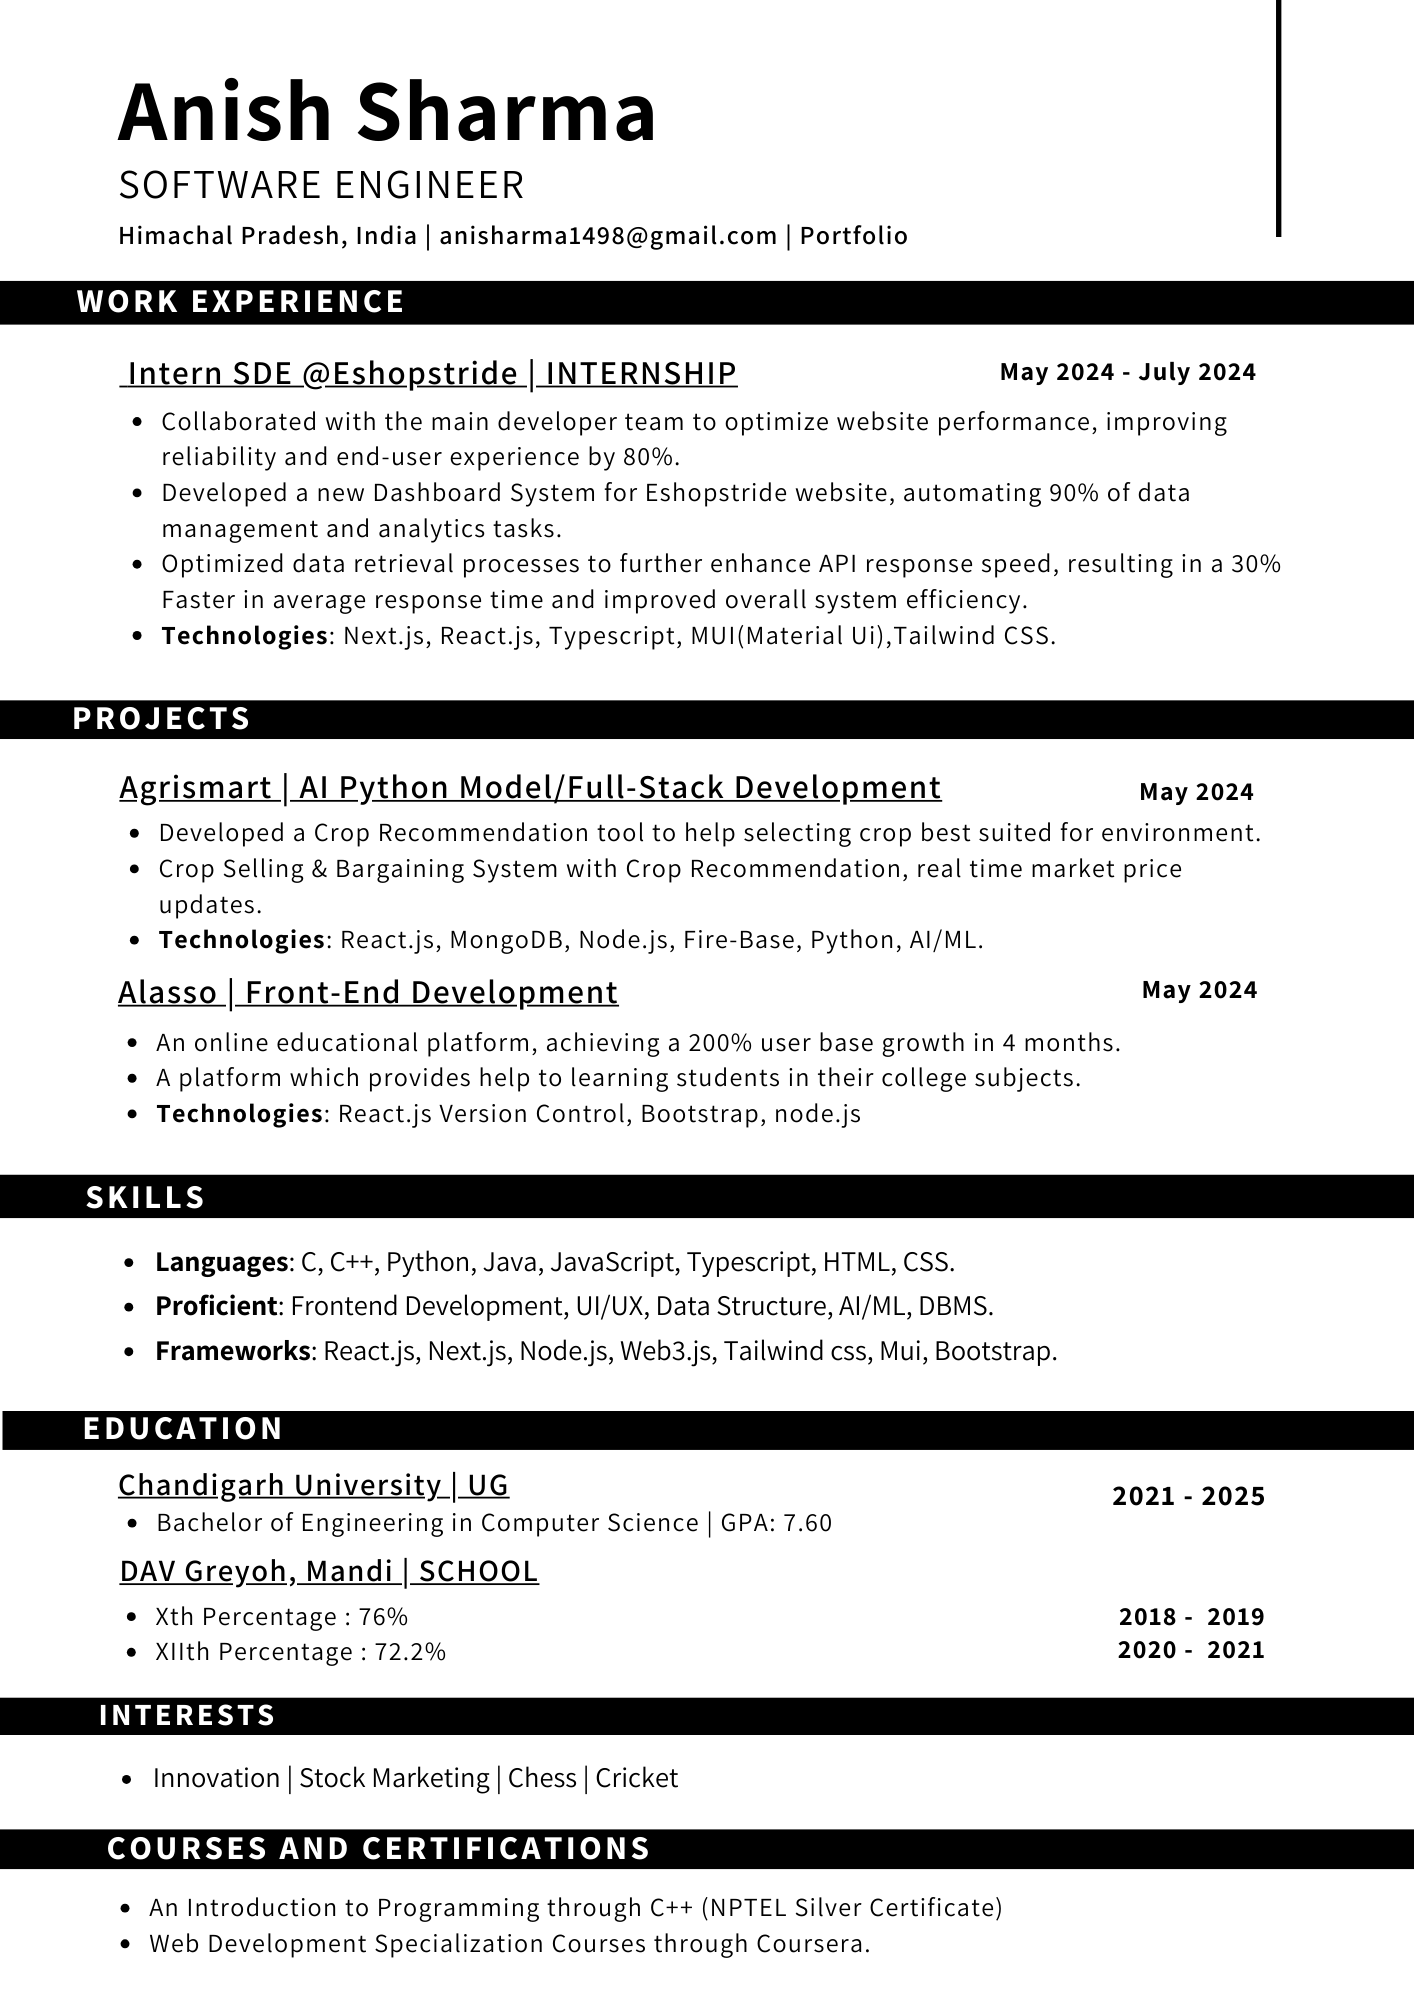 Anish Sharma
SOFTWARE ENGINEER
Himachal Pradesh, India | anisharma1498@gmail.com | Portfolio
WORK EXPERIENCE
Intern SDE @Eshopstride | INTERNSHIP May 2024 - July 2024
• Collaborated with the main developer team to optimize website performance, improving
reliability and end-user experience by 80%.
• Developed a new Dashboard System for Eshopstride website, automating 90% of data
management and analytics tasks.
• Optimized data retrieval processes to further enhance API response speed, resulting in a 30%
Faster in average response time and improved overall system efficiency.
• Technologies: Next.js, React.js, Typescript, MUI(Material Ui),Tailwind CSS.
PROJECTS
Agrismart | AI Python Model/Full-Stack Development May 2024
• Developed a Crop Recommendation tool to help selecting crop best suited for environment.
• Crop Selling & Bargaining System with Crop Recommendation, real time market price
updates.
• Technologies: React.js, MongoDB, Node.js, Fire-Base, Python, AI/ML.
Alasso | Front-End Development May 2024
• An online educational platform, achieving a 200% user base growth in 4 months.
• A platform which provides help to learning students in their college subjects.
• Technologies: React.js Version Control, Bootstrap, node.js
SKILLS
• Languages: C, C++, Python, Java, JavaScript, Typescript, HTML, CSS.
• Proficient: Frontend Development, UI/UX, Data Structure, AI/ML, DBMS.
• Frameworks: React.js, Next.js, Node.js, Web3.js, Tailwind css, Mui, Bootstrap.
EDUCATION
Chandigarh University | UG 2021 - 2025
• Bachelor of Engineering in Computer Science | GPA: 7.60
DAV Greyoh, Mandi | SCHOOL
• Xth Percentage : 76% 2018 - 2019
• XIIth Percentage : 72.2% 2020 - 2021
INTERESTS
• Innovation | Stock Marketing | Chess | Cricket
COURSES AND CERTIFICATIONS
• An Introduction to Programming through C++ (NPTEL Silver Certificate)
• Web Development Specialization Courses through Coursera.